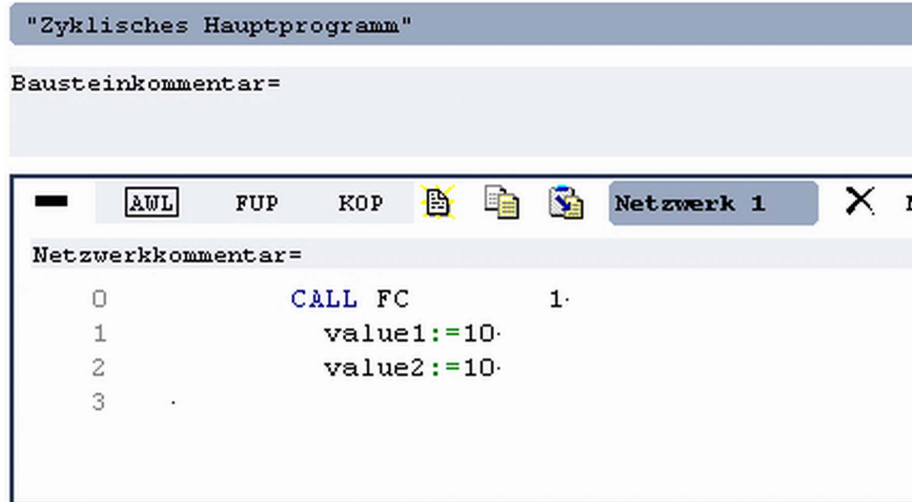 "Zyklisches Hauptprogramm"
Bausteinkommentar=
AWL FUP KOP Netzwerk 1
Netzwerkkommentar=
0 CALL FC 1
1 value1:=10
2 value2:=10
3